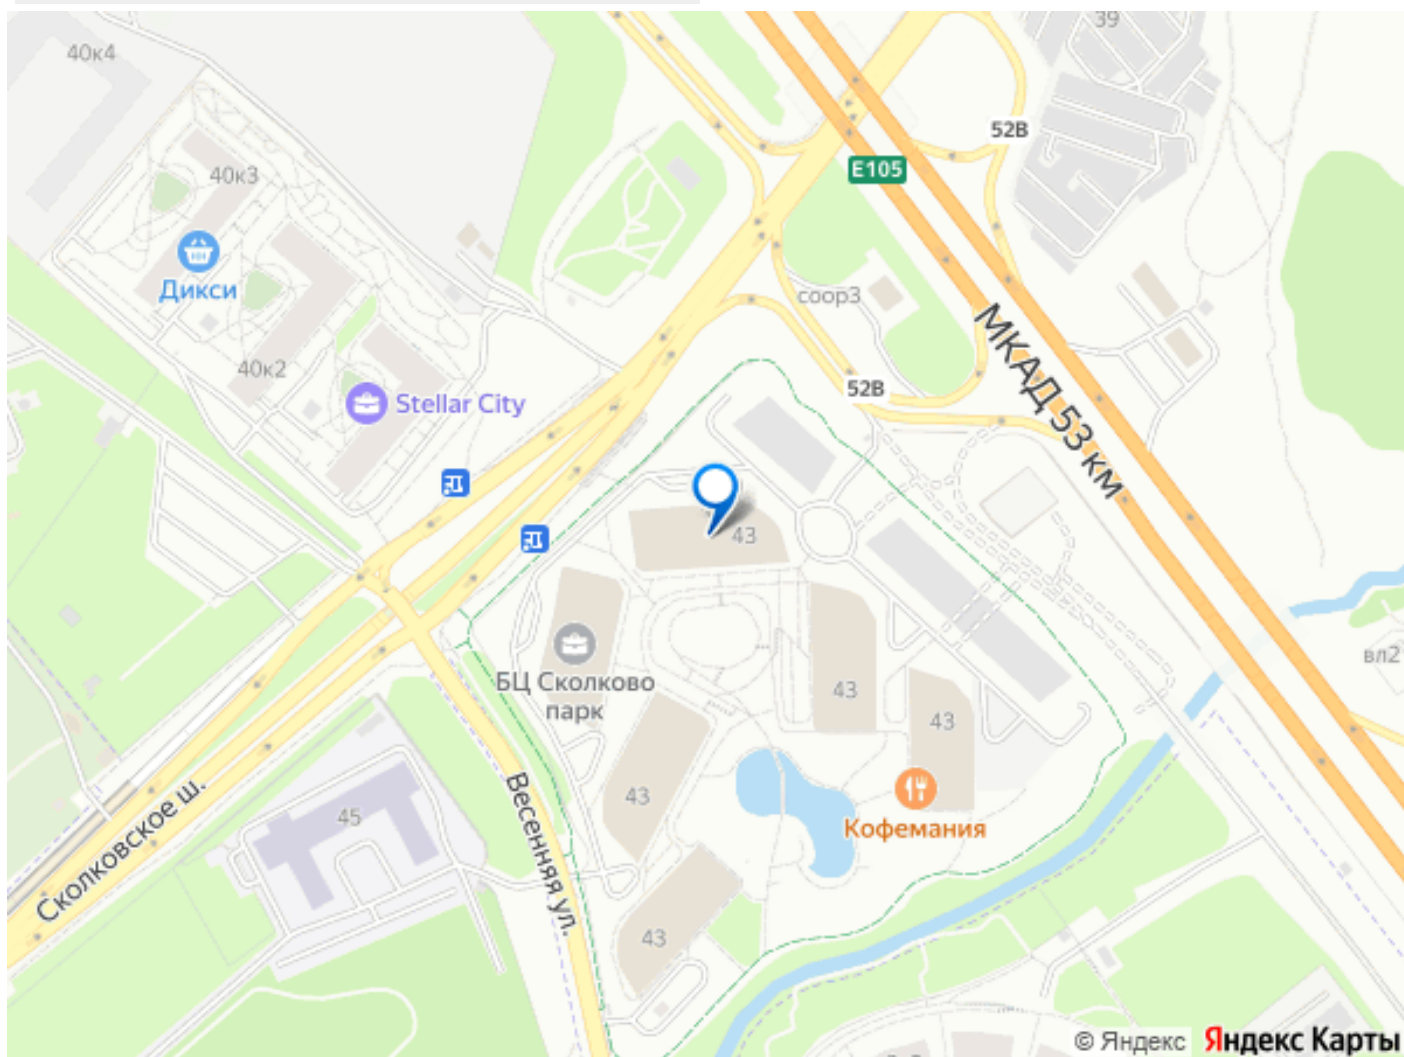 39
40к4
52В
E105
40к3
Дикси
соор3
40к2
52В
Stellar City
МКАД 53 км
43
вл2
БЦ Сколково
парк
43
43
43
Кофемания
45
Сколковское ш.
Весенняя ул.
43
© Яндекс
Яндекс Карты